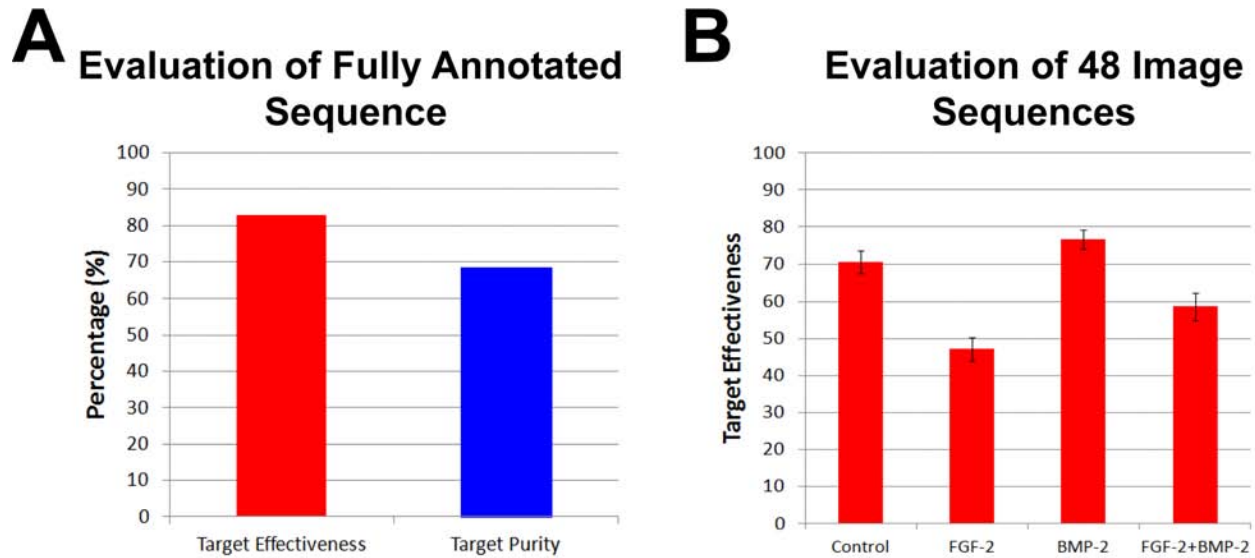 A
Evaluation of Fully Annotated
Sequence
Percentage (%)
100
90
80
70
60
50
40
30
20
10
0
Target Effectiveness
Target Purity
B
Evaluation of 48 Image
Sequences
Target Effectiveness
100
90
80
70
60
50
40
30
20
10
0
Control
FGF-2
BMP-2
FGF-2+BMP-2